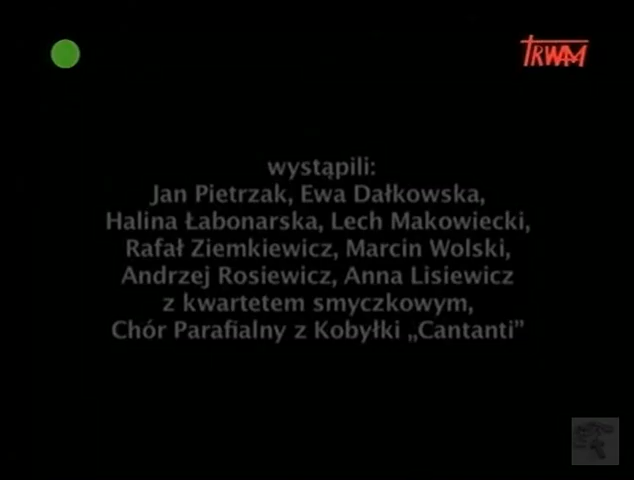 TRWAM
wystąpili:
Jan Pietrzak, Ewa Dałkowska,
Halina Łabonarska, Lech Makowiecki,
Rafał Ziemkiewicz, Marcin Wolski,
Andrzej Rosiewicz, Anna Lisiewicz
z kwartetem smyczkowym,
Chór Parafialny z Kobyłki „Cantanti”